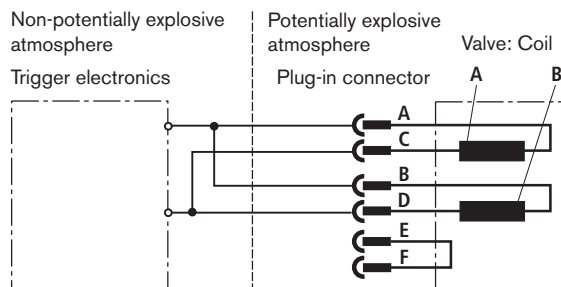 Non-potentially explosive
atmosphere
Trigger electronics
Potentially explosive
atmosphere
Plug-in connector
Valve: Coil
A
B
A
C
B
D
E
F